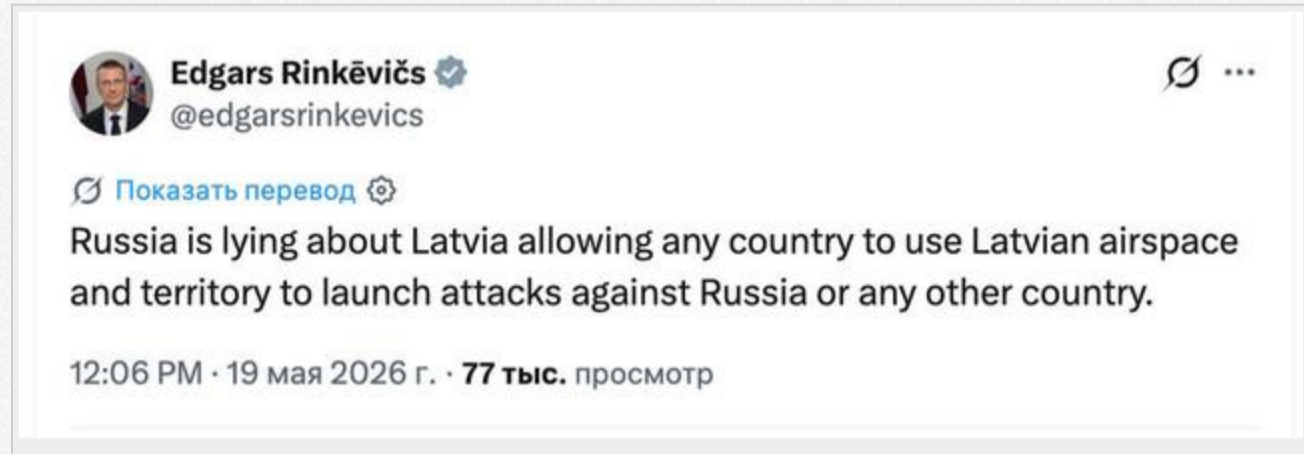 Edgars Rinkēvičs
@edgarsrinkevics
Показать перевод
Russia is lying about Latvia allowing any country to use Latvian airspace
and territory to launch attacks against Russia or any other country.
12:06 PM · 19 мая 2026 г. · 77 тыс. просмотр